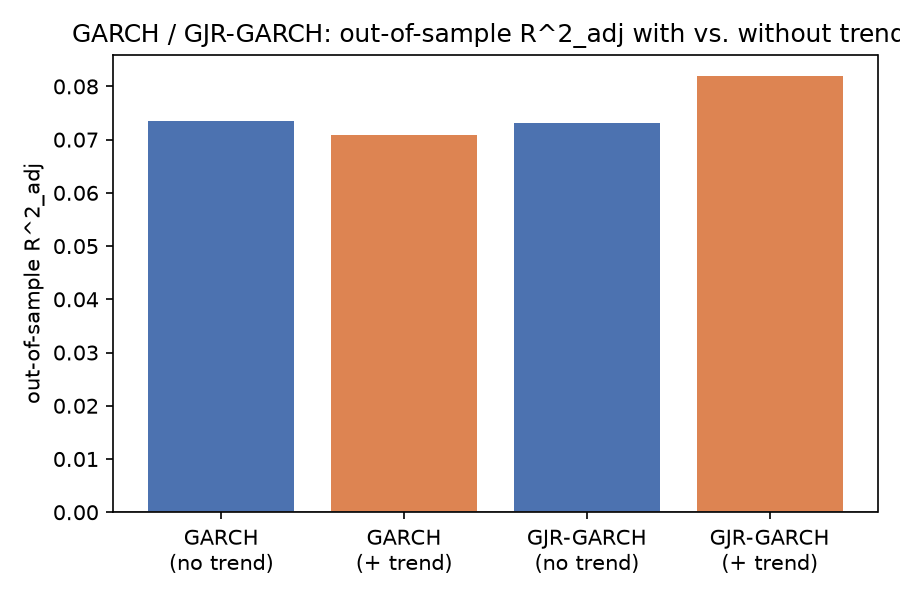 GARCH / GJR-GARCH: out-of-sample R^2_adj with vs. without trend
out-of-sample R^2_adj
0.08
0.07
0.06
0.05
0.04
0.03
0.02
0.01
0.00
GARCH
(no trend)
GARCH
(+ trend)
GJR-GARCH
(no trend)
GJR-GARCH
(+ trend)